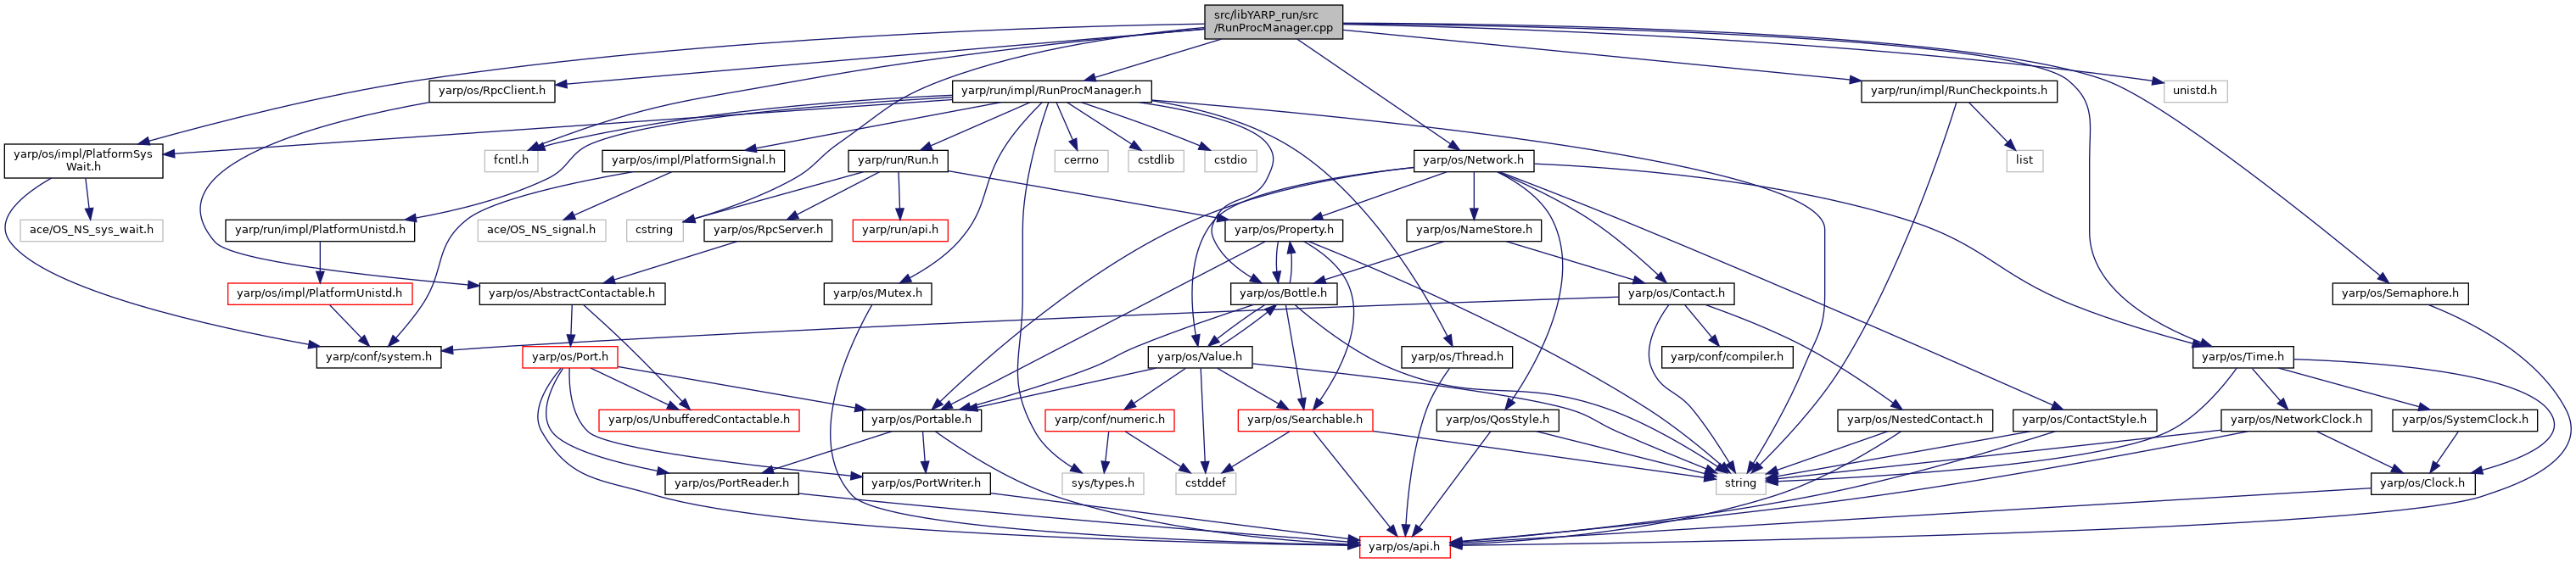 src/libYARP_run/src
/RunProcManager.cpp
yarp/os/RpcClient.h
yarp/run/impl/RunProcManager.h
yarp/run/impl/RunCheckpoints.h
unistd.h
yarp/os/impl/PlatformSys
Wait.h
fcntl.h
yarp/os/impl/PlatformSignal.h
yarp/run/Run.h
cerrno
cstdlib
cstdio
yarp/os/Network.h
list
ace/OS_NS_sys_wait.h
yarp/run/impl/PlatformUnistd.h
ace/OS_NS_signal.h
cstring
yarp/os/RpcServer.h
yarp/run/api.h
yarp/os/Property.h
yarp/os/NameStore.h
yarp/os/impl/PlatformUnistd.h
yarp/os/AbstractContactable.h
yarp/os/Mutex.h
yarp/os/Bottle.h
yarp/os/Contact.h
yarp/os/Semaphore.h
yarp/conf/system.h
yarp/os/Port.h
yarp/os/Value.h
yarp/os/Thread.h
yarp/conf/compiler.h
yarp/os/Time.h
yarp/os/UnbufferedContactable.h
yarp/os/Portable.h
yarp/conf/numeric.h
yarp/os/Searchable.h
yarp/os/QosStyle.h
yarp/os/NestedContact.h
yarp/os/ContactStyle.h
yarp/os/NetworkClock.h
yarp/os/SystemClock.h
yarp/os/PortReader.h
yarp/os/PortWriter.h
sys/types.h
cstddef
string
yarp/os/Clock.h
yarp/os/api.h